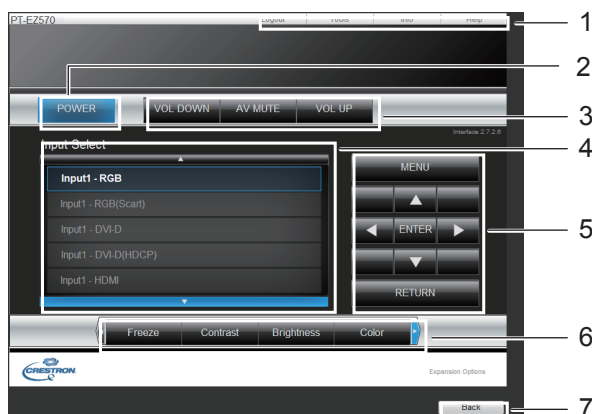 PT-EZ570
Logout Tools Info Help
1
2
POWER
VOL DOWN AV MUTE VOL UP
3
Interface 2.7.2.6
Input Select
4
MENU
Input1 - RGB
Input1 - RGB(Scart)
Input1 - DVI-D
ENTER
5
Input1 - DVI-D(HDCP)
Input1 - HDMI
RETURN
Freeze Contrast Brightness Color
6
CRESTRON
Expansion Options
Back
7